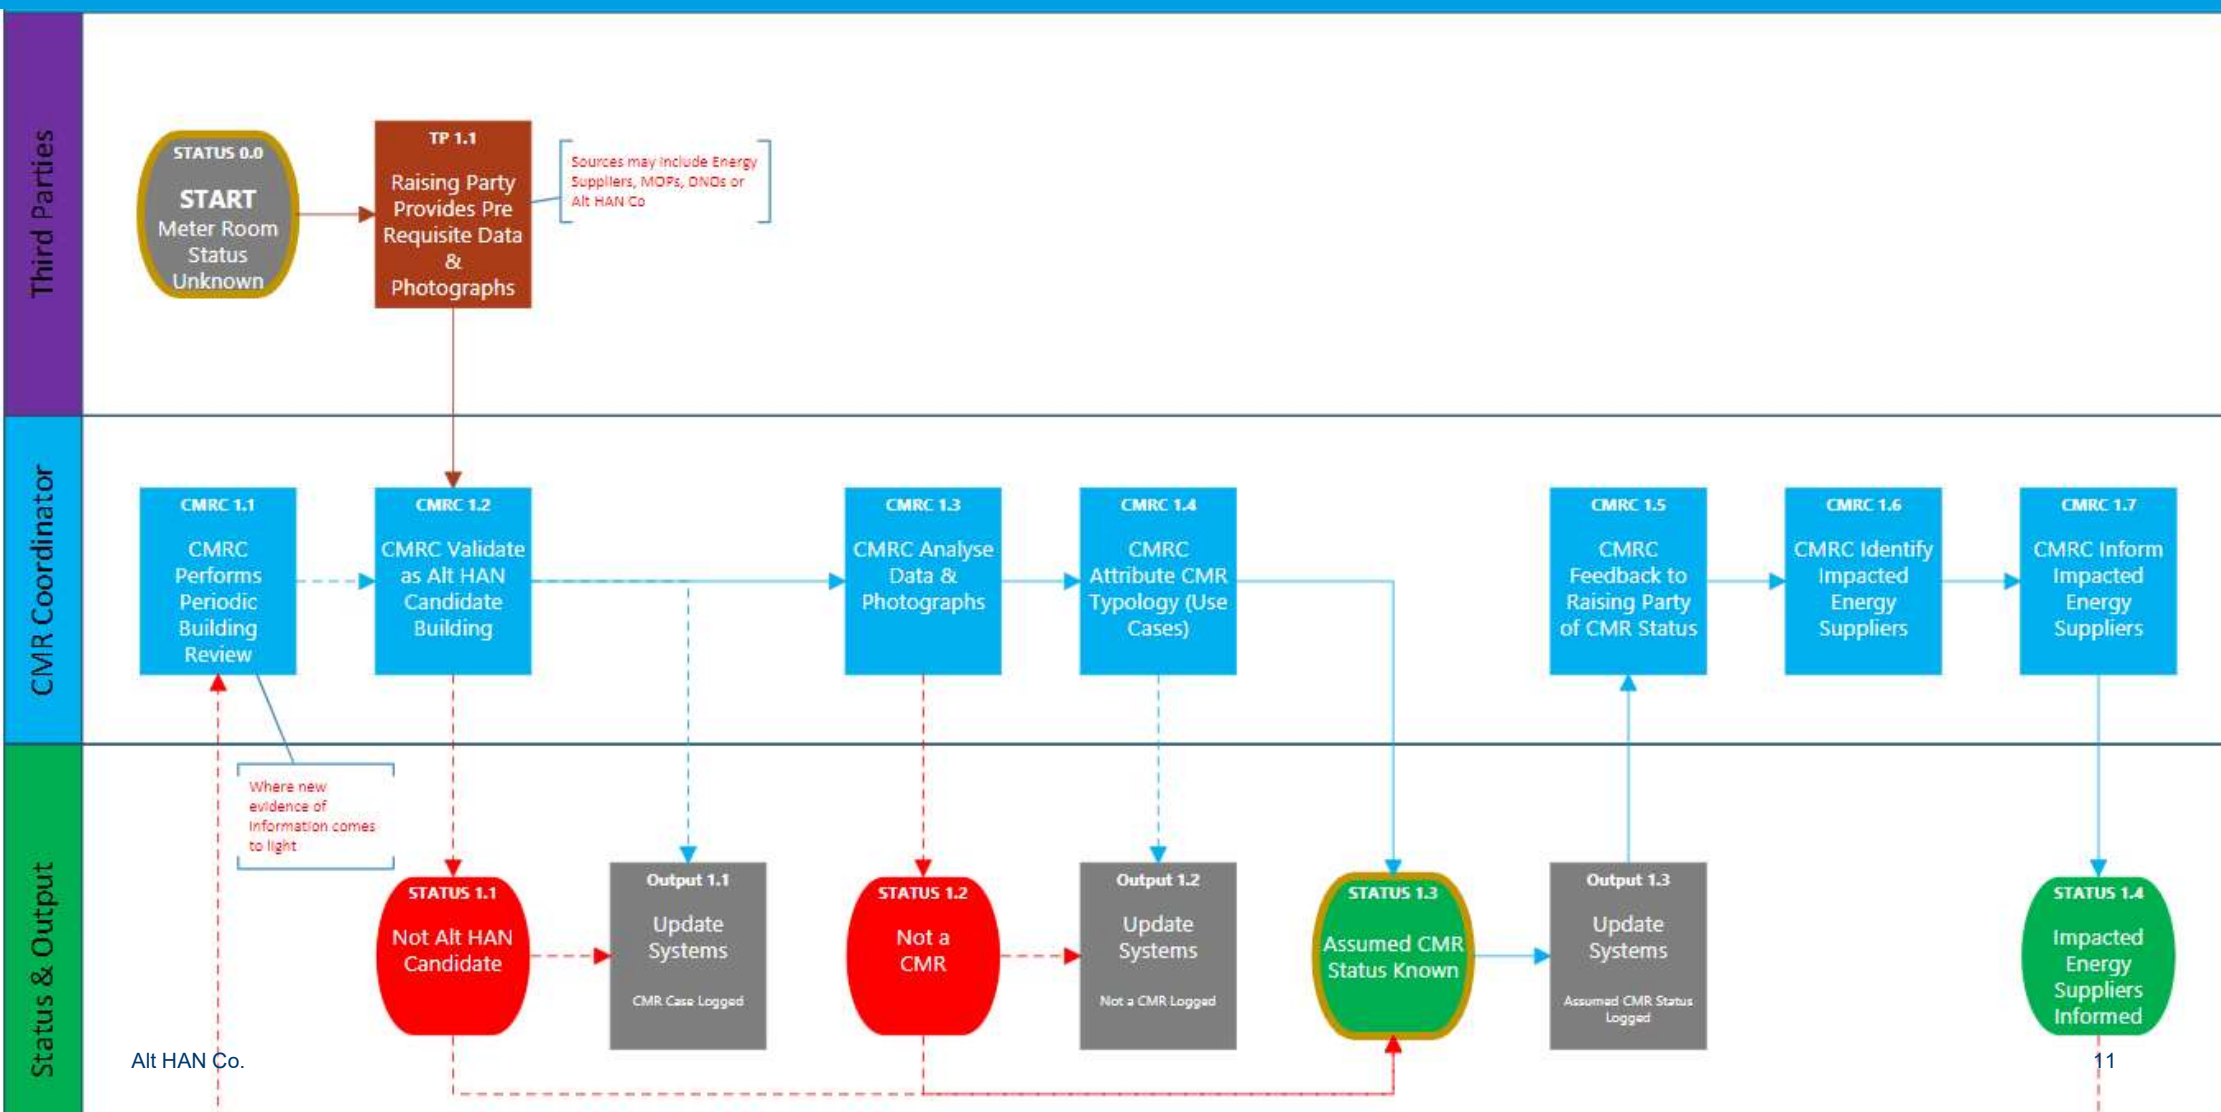 Third Parties
STATUS 0.0
START
Meter Room
Status
Unknown
TP 1.1
Raising Party
Provides Pre
Requisite Data
&
Photographs
Sources may include Energy
Suppliers, MOPs, DNOs or
Alt HAN Co
CMR Coordinator
CMRC 1.1
CMRC
Performs
Periodic
Building
Review
CMRC 1.2
CMRC Validate
as Alt HAN
Candidate
Building
CMRC 1.3
CMRC Analyse
Data &
Photographs
CMRC 1.4
CMRC
Attribute CMR
Typology (Use
Cases)
CMRC 1.5
CMRC
Feedback to
Raising Party
of CMR Status
CMRC 1.6
CMRC Identify
Impacted
Energy
Suppliers
CMRC 1.7
CMRC Inform
Impacted
Energy
Suppliers
Status & Output
Where new
evidence of
information comes
to light
STATUS 1.1
Not Alt HAN
Candidate
Output 1.1
Update
Systems
CMR Case Logged
STATUS 1.2
Not a
CMR
Output 1.2
Update
Systems
Not a CMR Logged
STATUS 1.3
Assumed CMR
Status Known
Output 1.3
Update
Systems
Assumed CMR Status
Logged
STATUS 1.4
Impacted
Energy
Suppliers
Informed
Alt HAN Co.
11